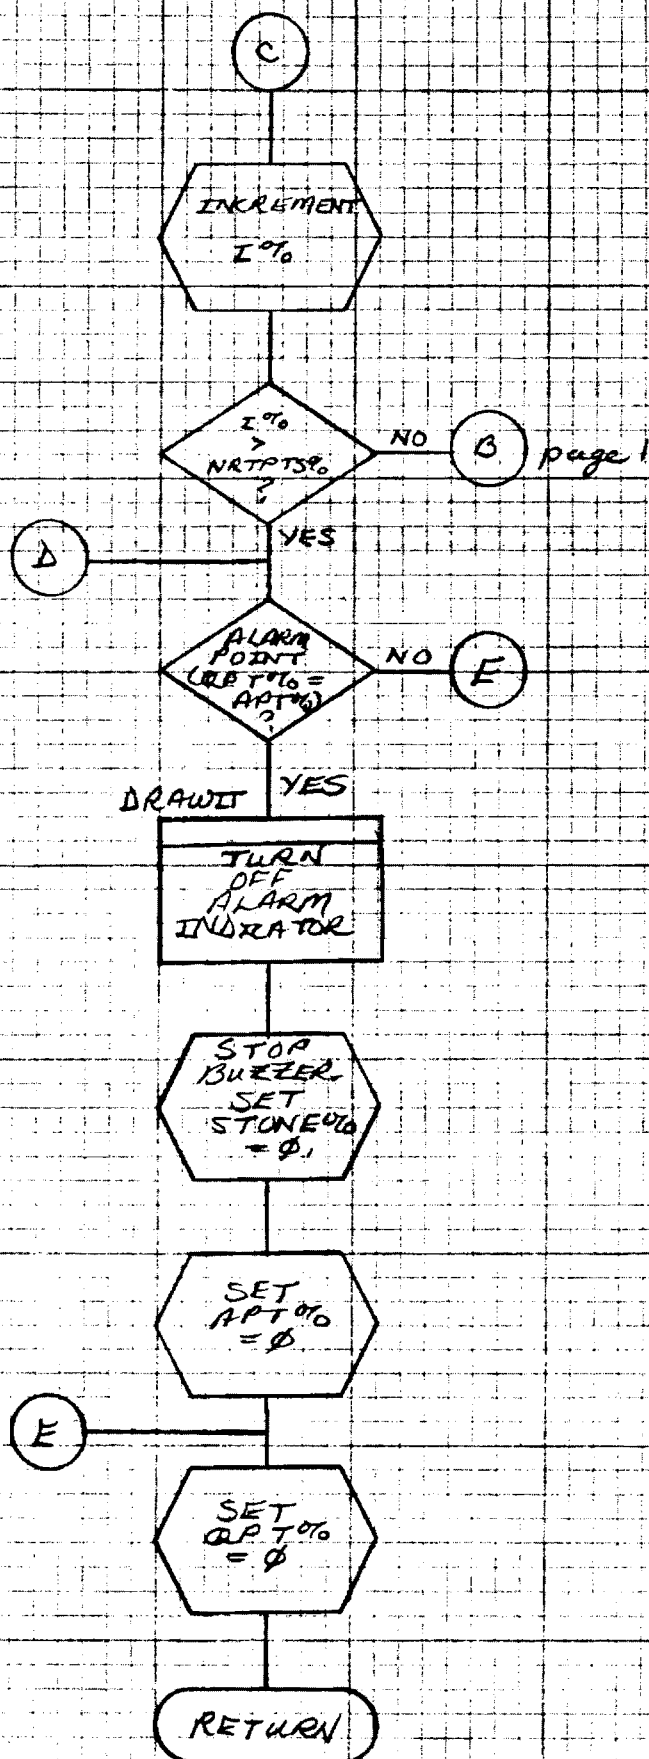 C
INCREMENT
I%
I%
>
NRTPTS%
?
NO
B
page 1
YES
D
ALARM
POINT
(QPT%=
APT%)
?
NO
E
YES
DRAWIT
TURN
OFF
ALARM
INDICATOR
STOP
BUZZER.
SET
STONE%
= Ø.
SET
APT%
= Ø
E
SET
QPT%
= Ø
RETURN